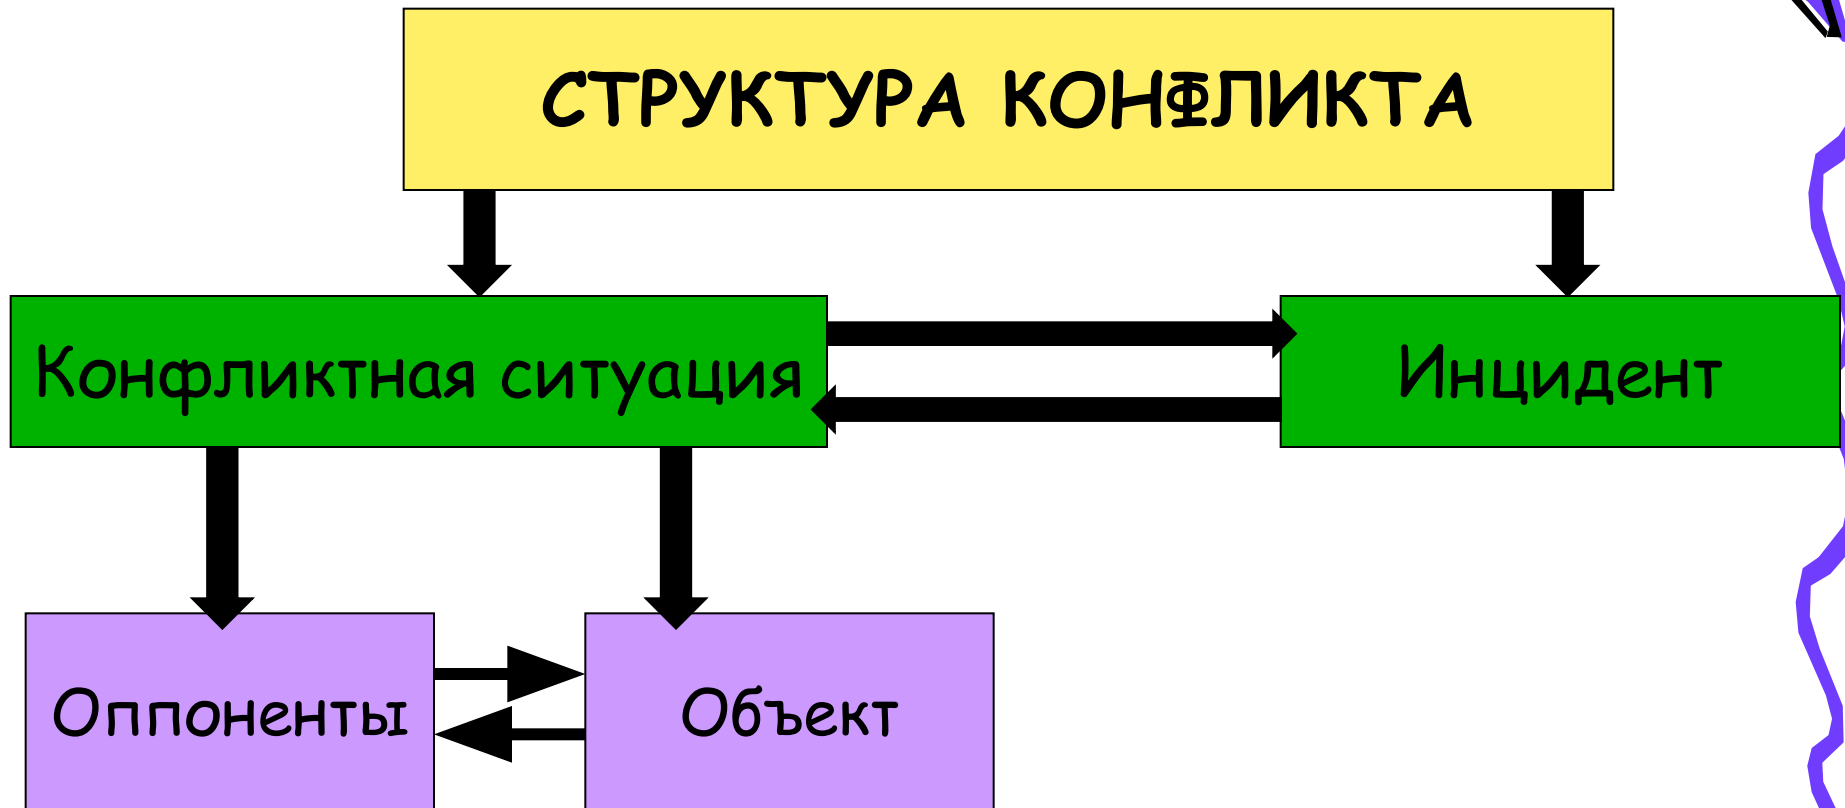 СТРУКТУРА КОНФЛИКТА
Конфликтная ситуация
Инцидент
Оппоненты
Объект